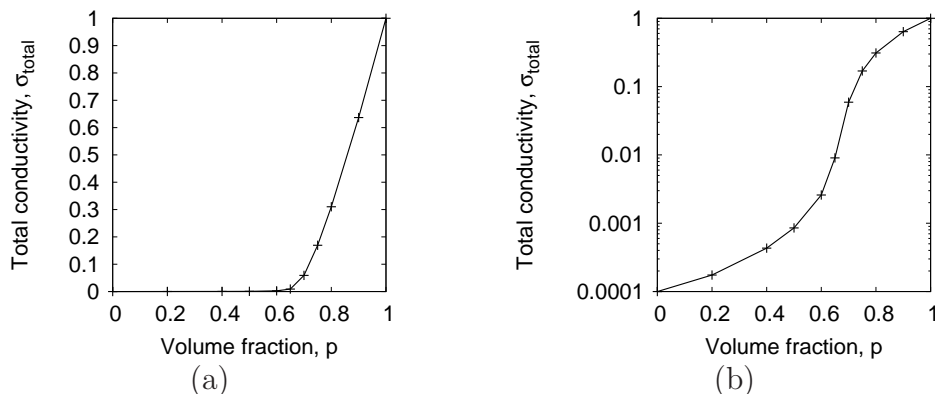 Total conductivity, σtotal
1
0.9
0.8
0.7
0.6
0.5
0.4
0.3
0.2
0.1
0
0 0.2 0.4 0.6 0.8 1
Volume fraction, p
(a)
Total conductivity, σtotal
1
0.1
0.01
0.001
0.0001
0 0.2 0.4 0.6 0.8 1
Volume fraction, p
(b)